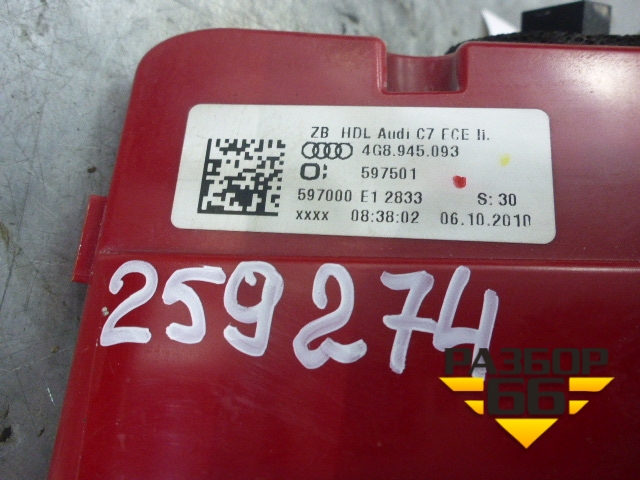 ZB HDL Audi C7 ECE li.
4G8.945.093
597501
597000 E1 2833 S: 30
xxxx 08:38:02 06.10.2010
259274
РАЗБОР
66